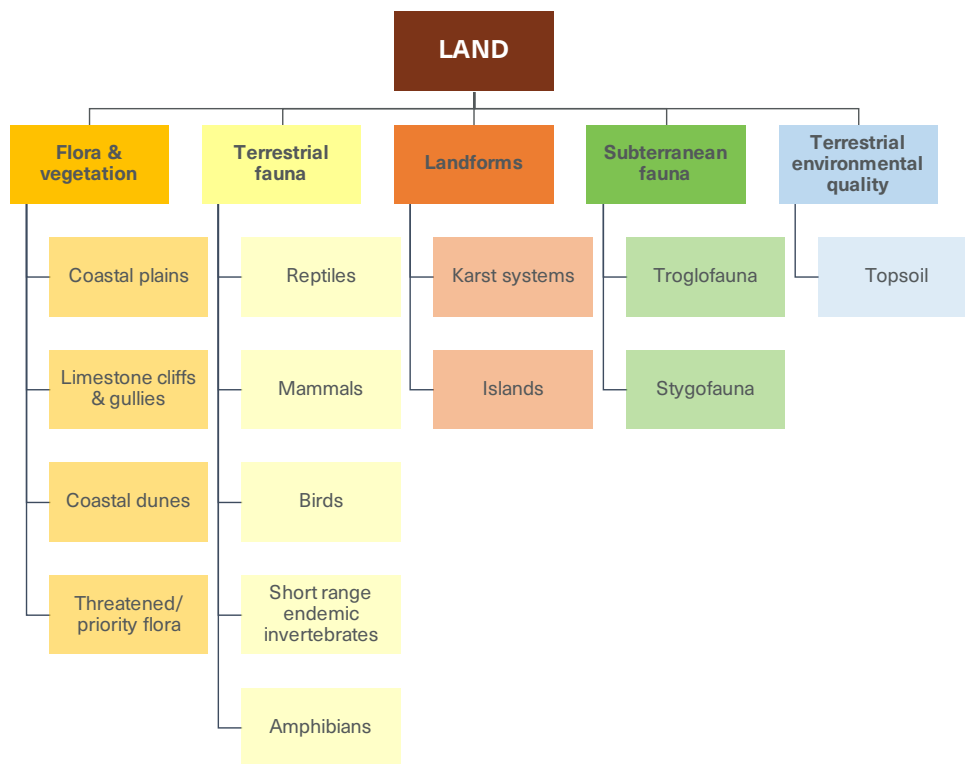 LAND
Flora &
vegetation
Terrestrial
fauna
Landforms
Subterranean
fauna
Terrestrial
environmental
quality
Coastal plains
Reptiles
Karst systems
Troglofauna
Topsoil
Limestone cliffs
& gullies
Mammals
Islands
Stygofauna
Coastal dunes
Birds
Threatened/
priority flora
Short range
endemic
invertebrates
Amphibians